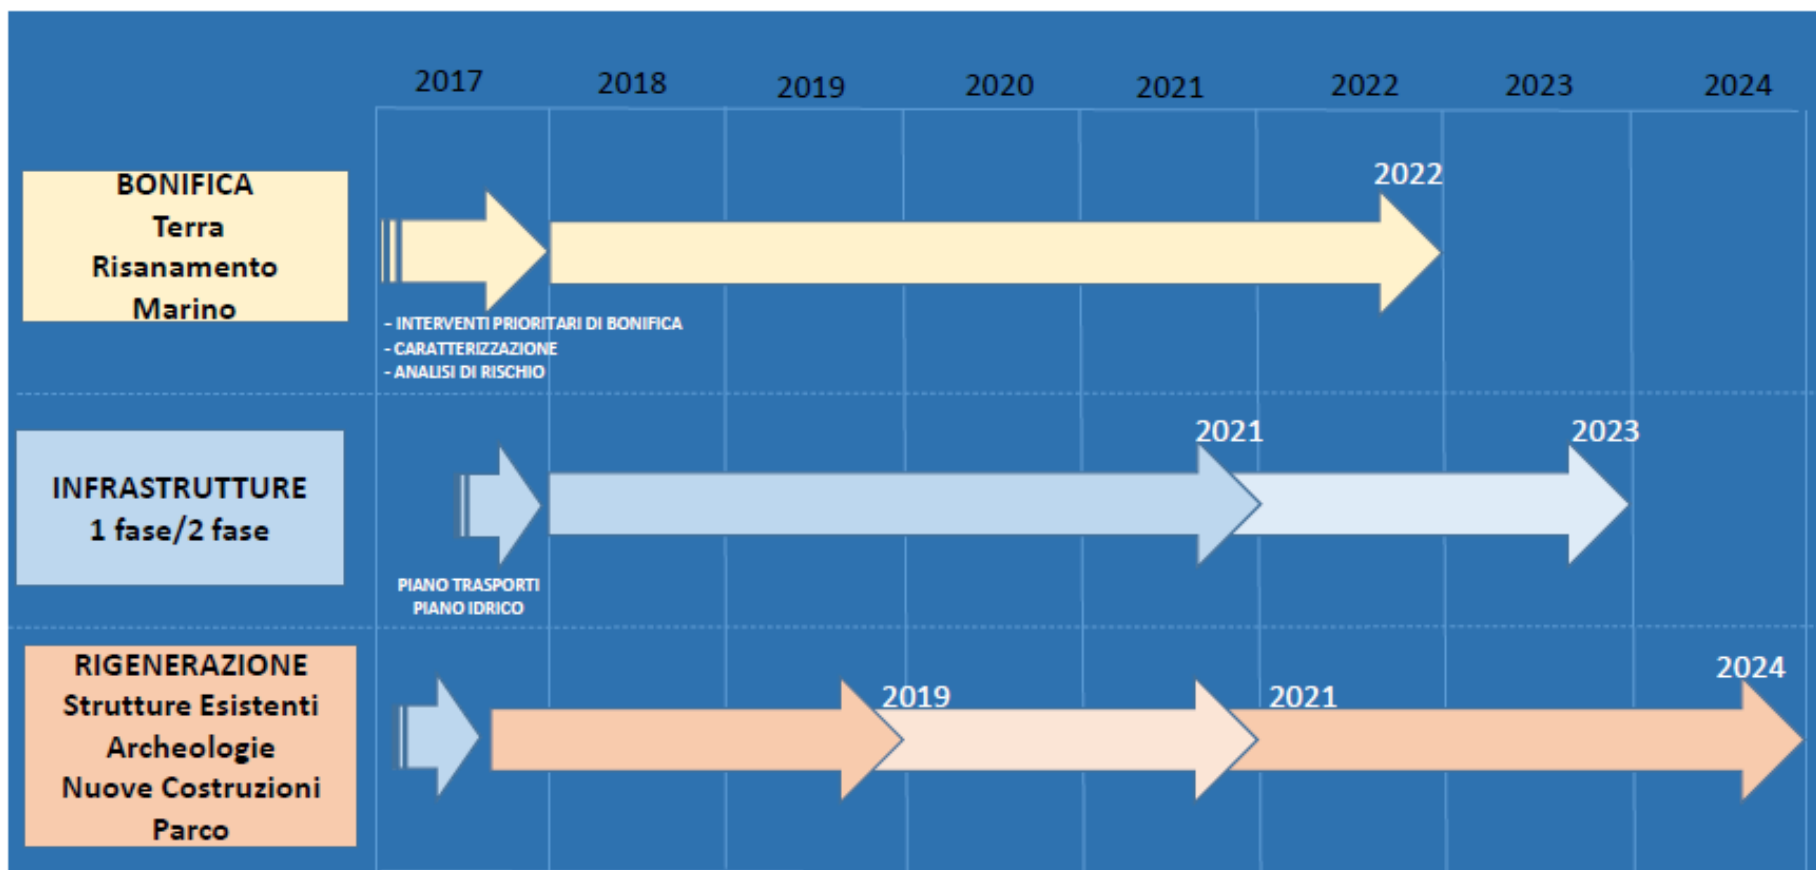 2017 2018 2019 2020 2021 2022 2023 2024
BONIFICA
Terra
Risanamento
Marino
2022
- INTERVENTI PRIORITARI DI BONIFICA
- CARATTERIZZAZIONE
- ANALISI DI RISCHIO
INFRASTRUTTURE
1 fase/2 fase
2021 2023
PIANO TRASPORTI
PIANO IDRICO
RIGENERAZIONE
Strutture Esistenti
Archeologie
Nuove Costruzioni
Parco
2019 2021 2024